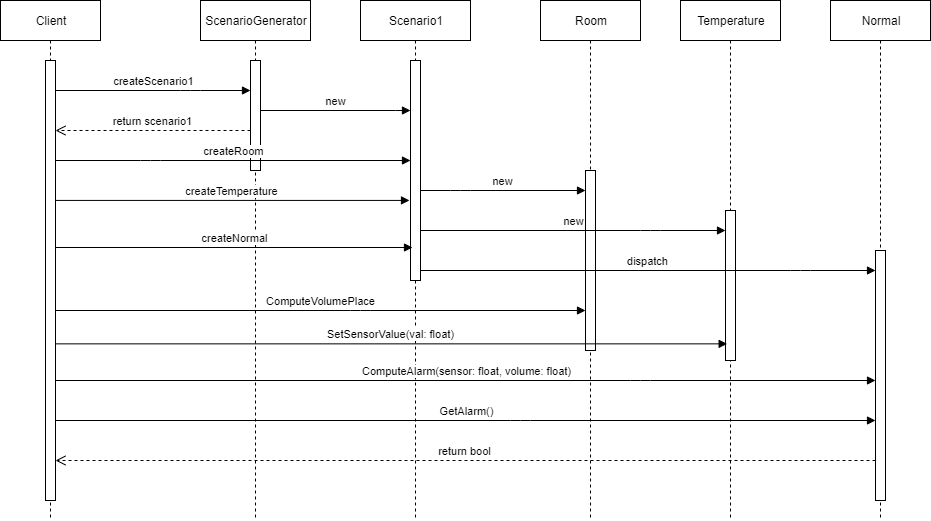 Client
ScenarioGenerator
Scenario1
Room
Temperature
Normal
createScenario1
new
return scenario1
createRoom
new
createTemperature
new
createNormal
dispatch
ComputeVolumePlace
SetSensorValue(val: float)
ComputeAlarm(sensor: float, volume: float)
GetAlarm()
return bool